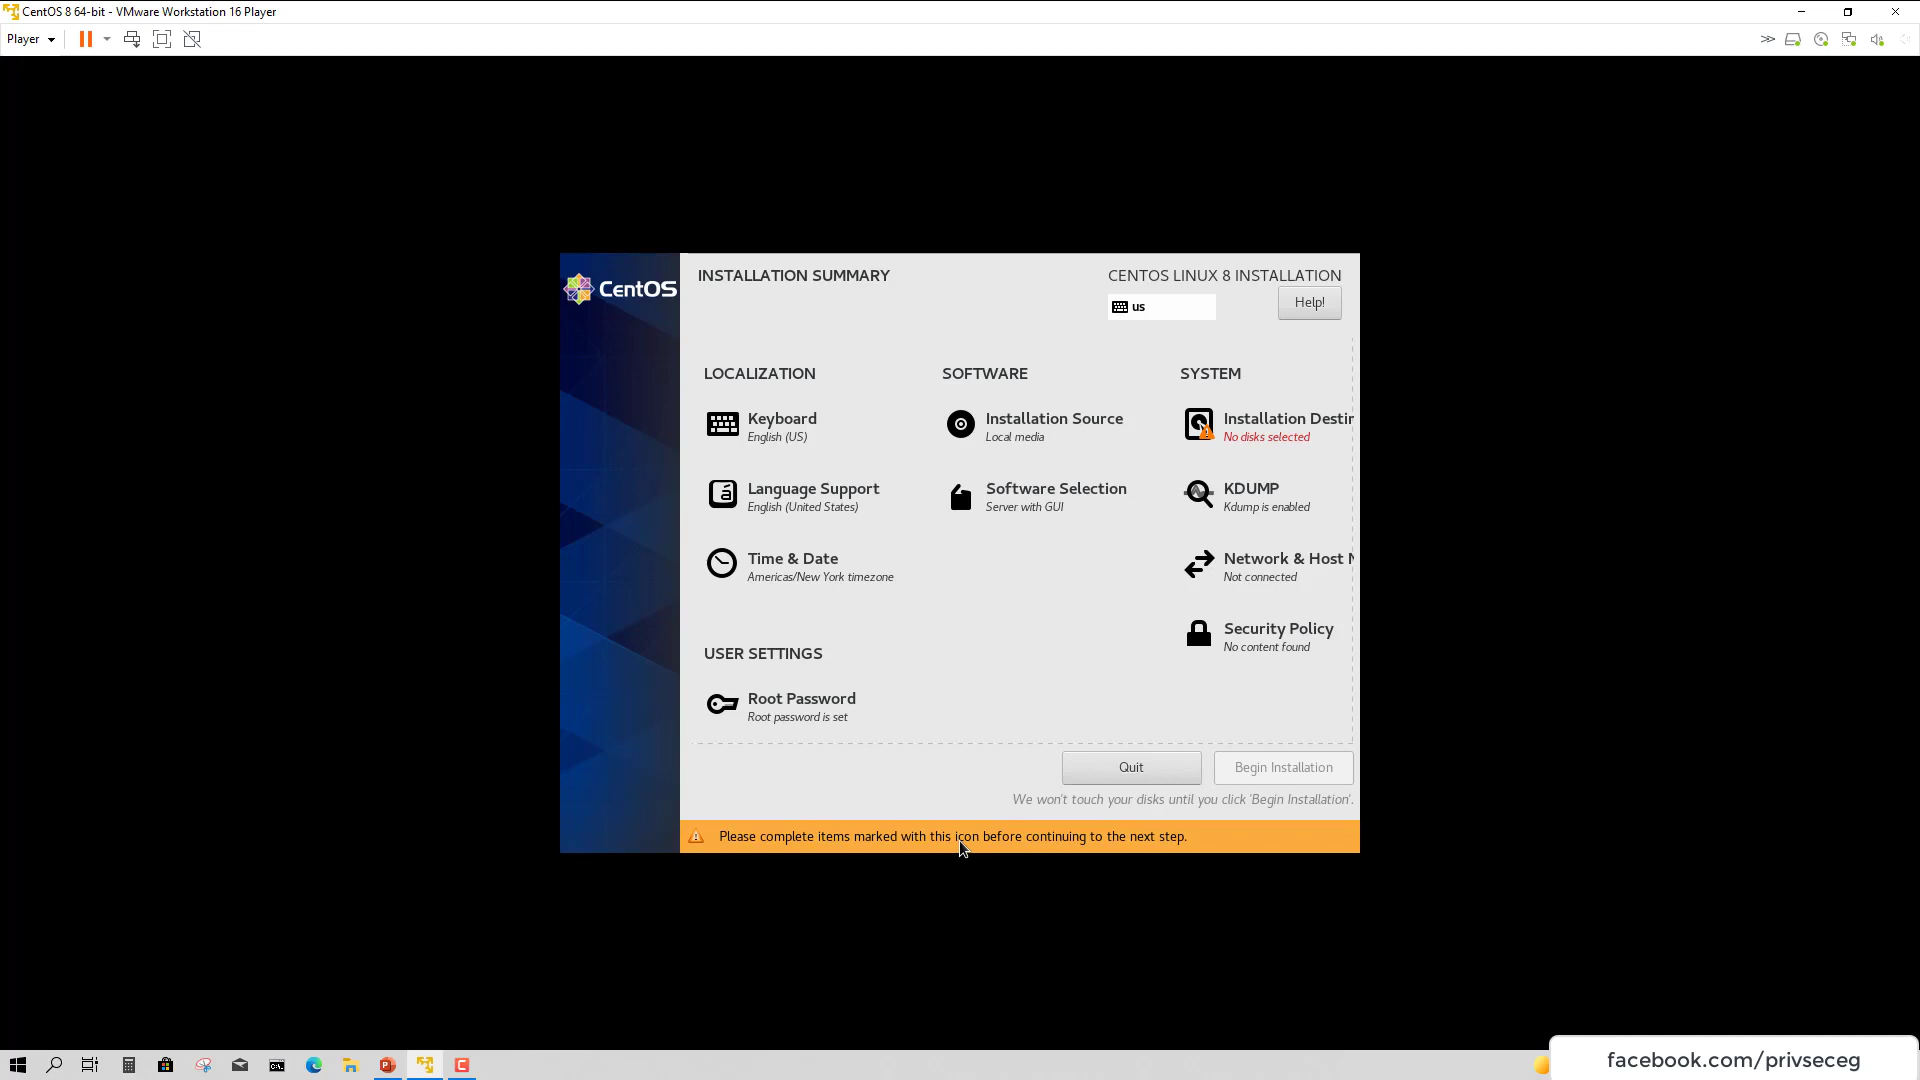 CentOS 8 64-bit - VMware Workstation 16 Player
Player
CentOS
INSTALLATION SUMMARY
CENTOS LINUX 8 INSTALLATION
us
Help!
LOCALIZATION
Keyboard
English (US)
Language Support
English (United States)
Time & Date
Americas/New York timezone
USER SETTINGS
Root Password
Root password is set
SOFTWARE
Installation Source
Local media
Software Selection
Server with GUI
SYSTEM
Installation Destin
No disks selected
KDUMP
Kdump is enabled
Network & Host N
Not connected
Security Policy
No content found
Quit
Begin Installation
We won't touch your disks until you click 'Begin Installation'.
Please complete items marked with this icon before continuing to the next step.
facebook.com/privseceg